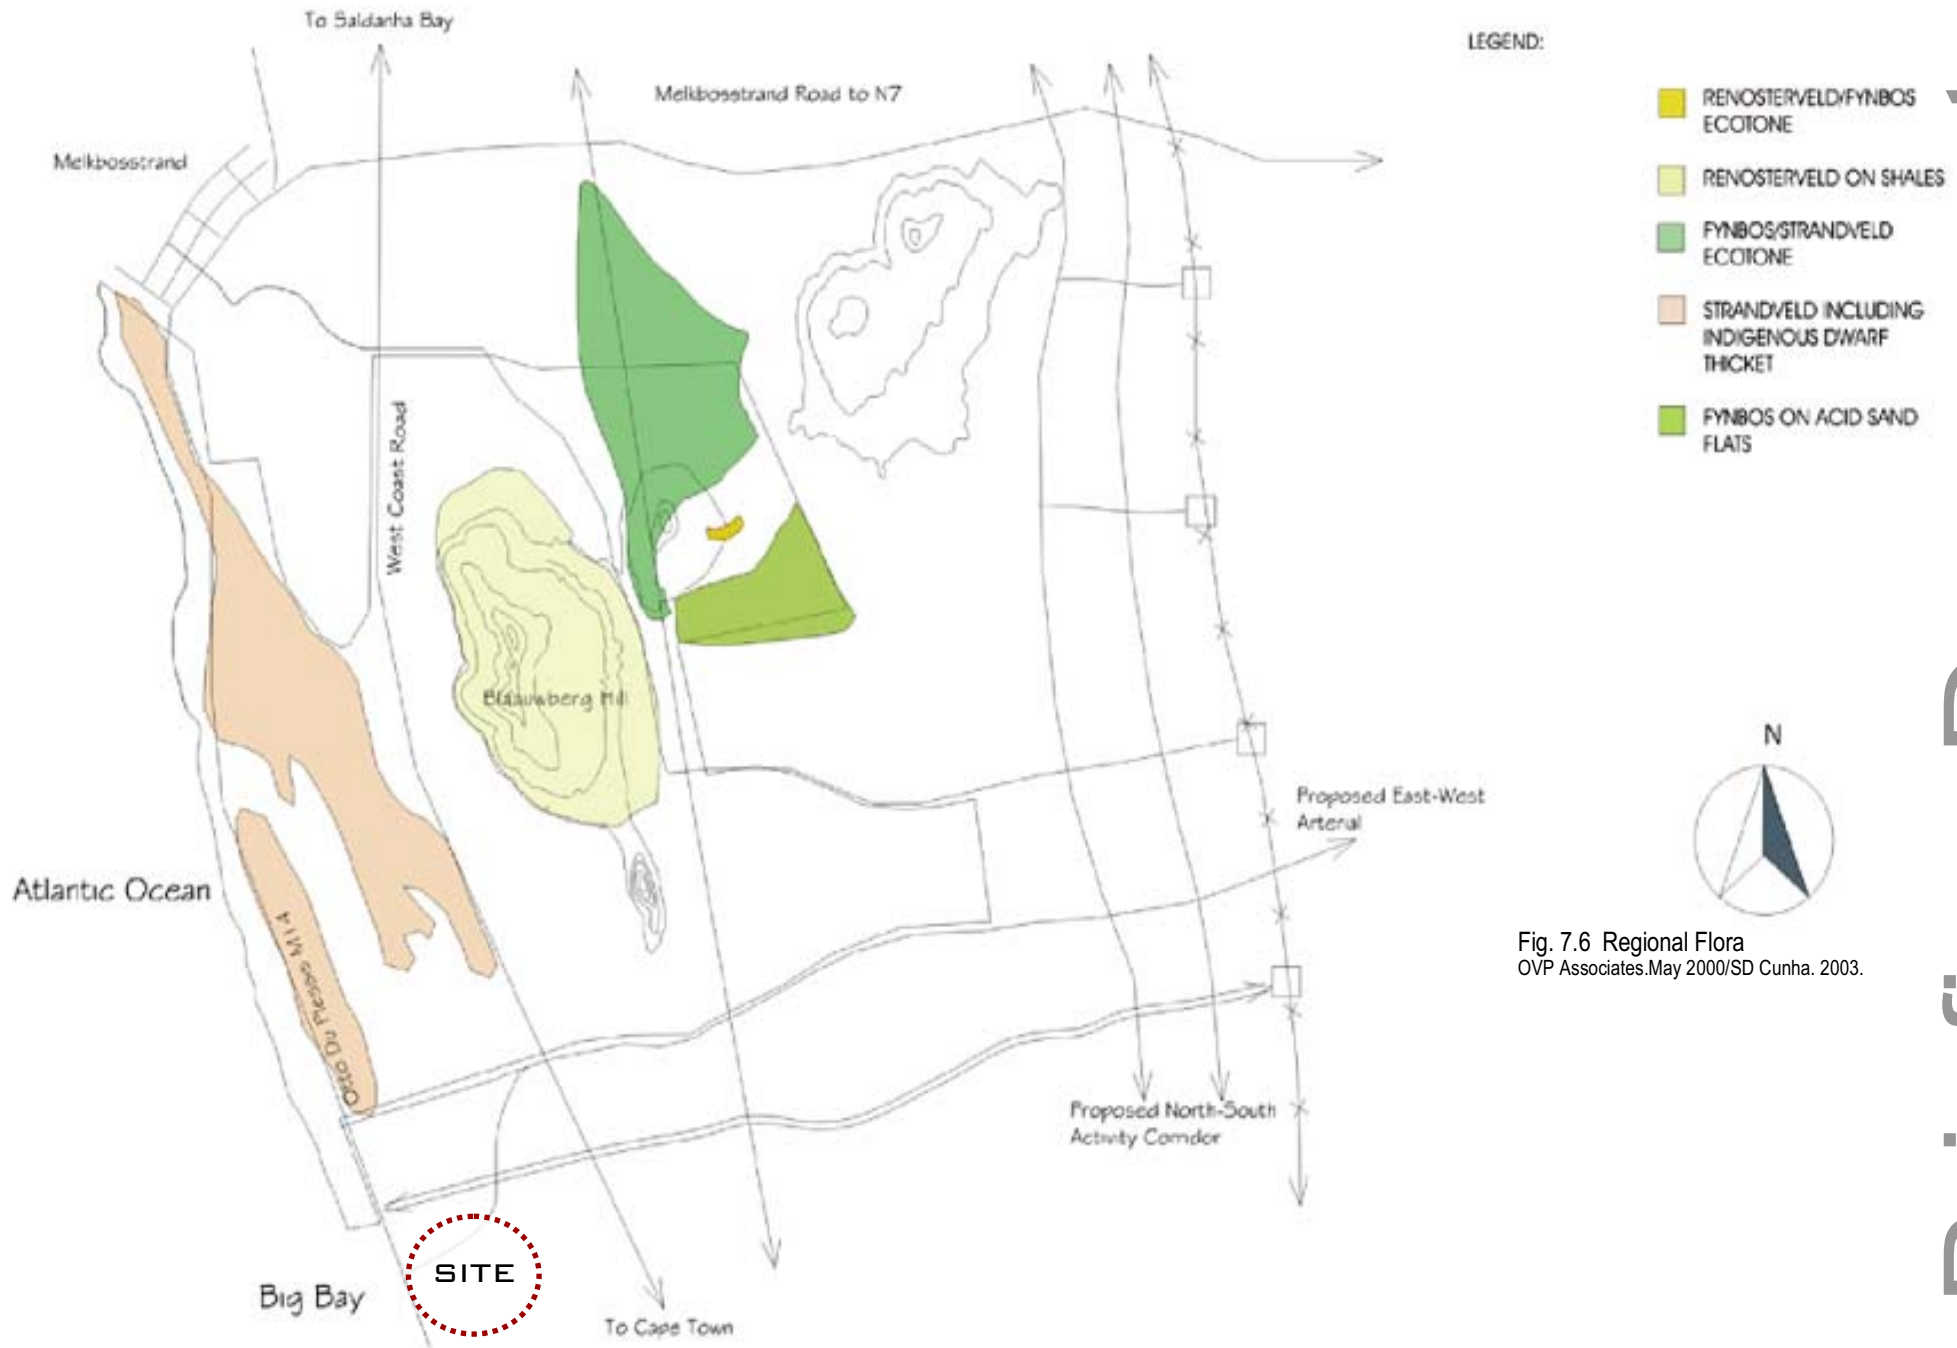 To Saldanha Bay
LEGEND:
Melkbosstrand Road to N7
RENOSTERVELD/FYNBOS
ECOTONE
Melkbosstrand
RENOSTERVELD ON SHALES
FYNBOS/STRANDVELD
ECOTONE
STRANDVELD INCLUDING
INDIGENOUS DWARF
THICKET
West Coast Road
FYNBOS ON ACID SAND
FLATS
Blaauwberg Hill
N
Proposed East-West
Arterial
Atlantic Ocean
Otto Du Plessis M14
Fig. 7.6 Regional Flora
OVP Associates.May 2000/SD Cunha. 2003.
Proposed North-South
Activity Corridor
SITE
Big Bay
To Cape Town